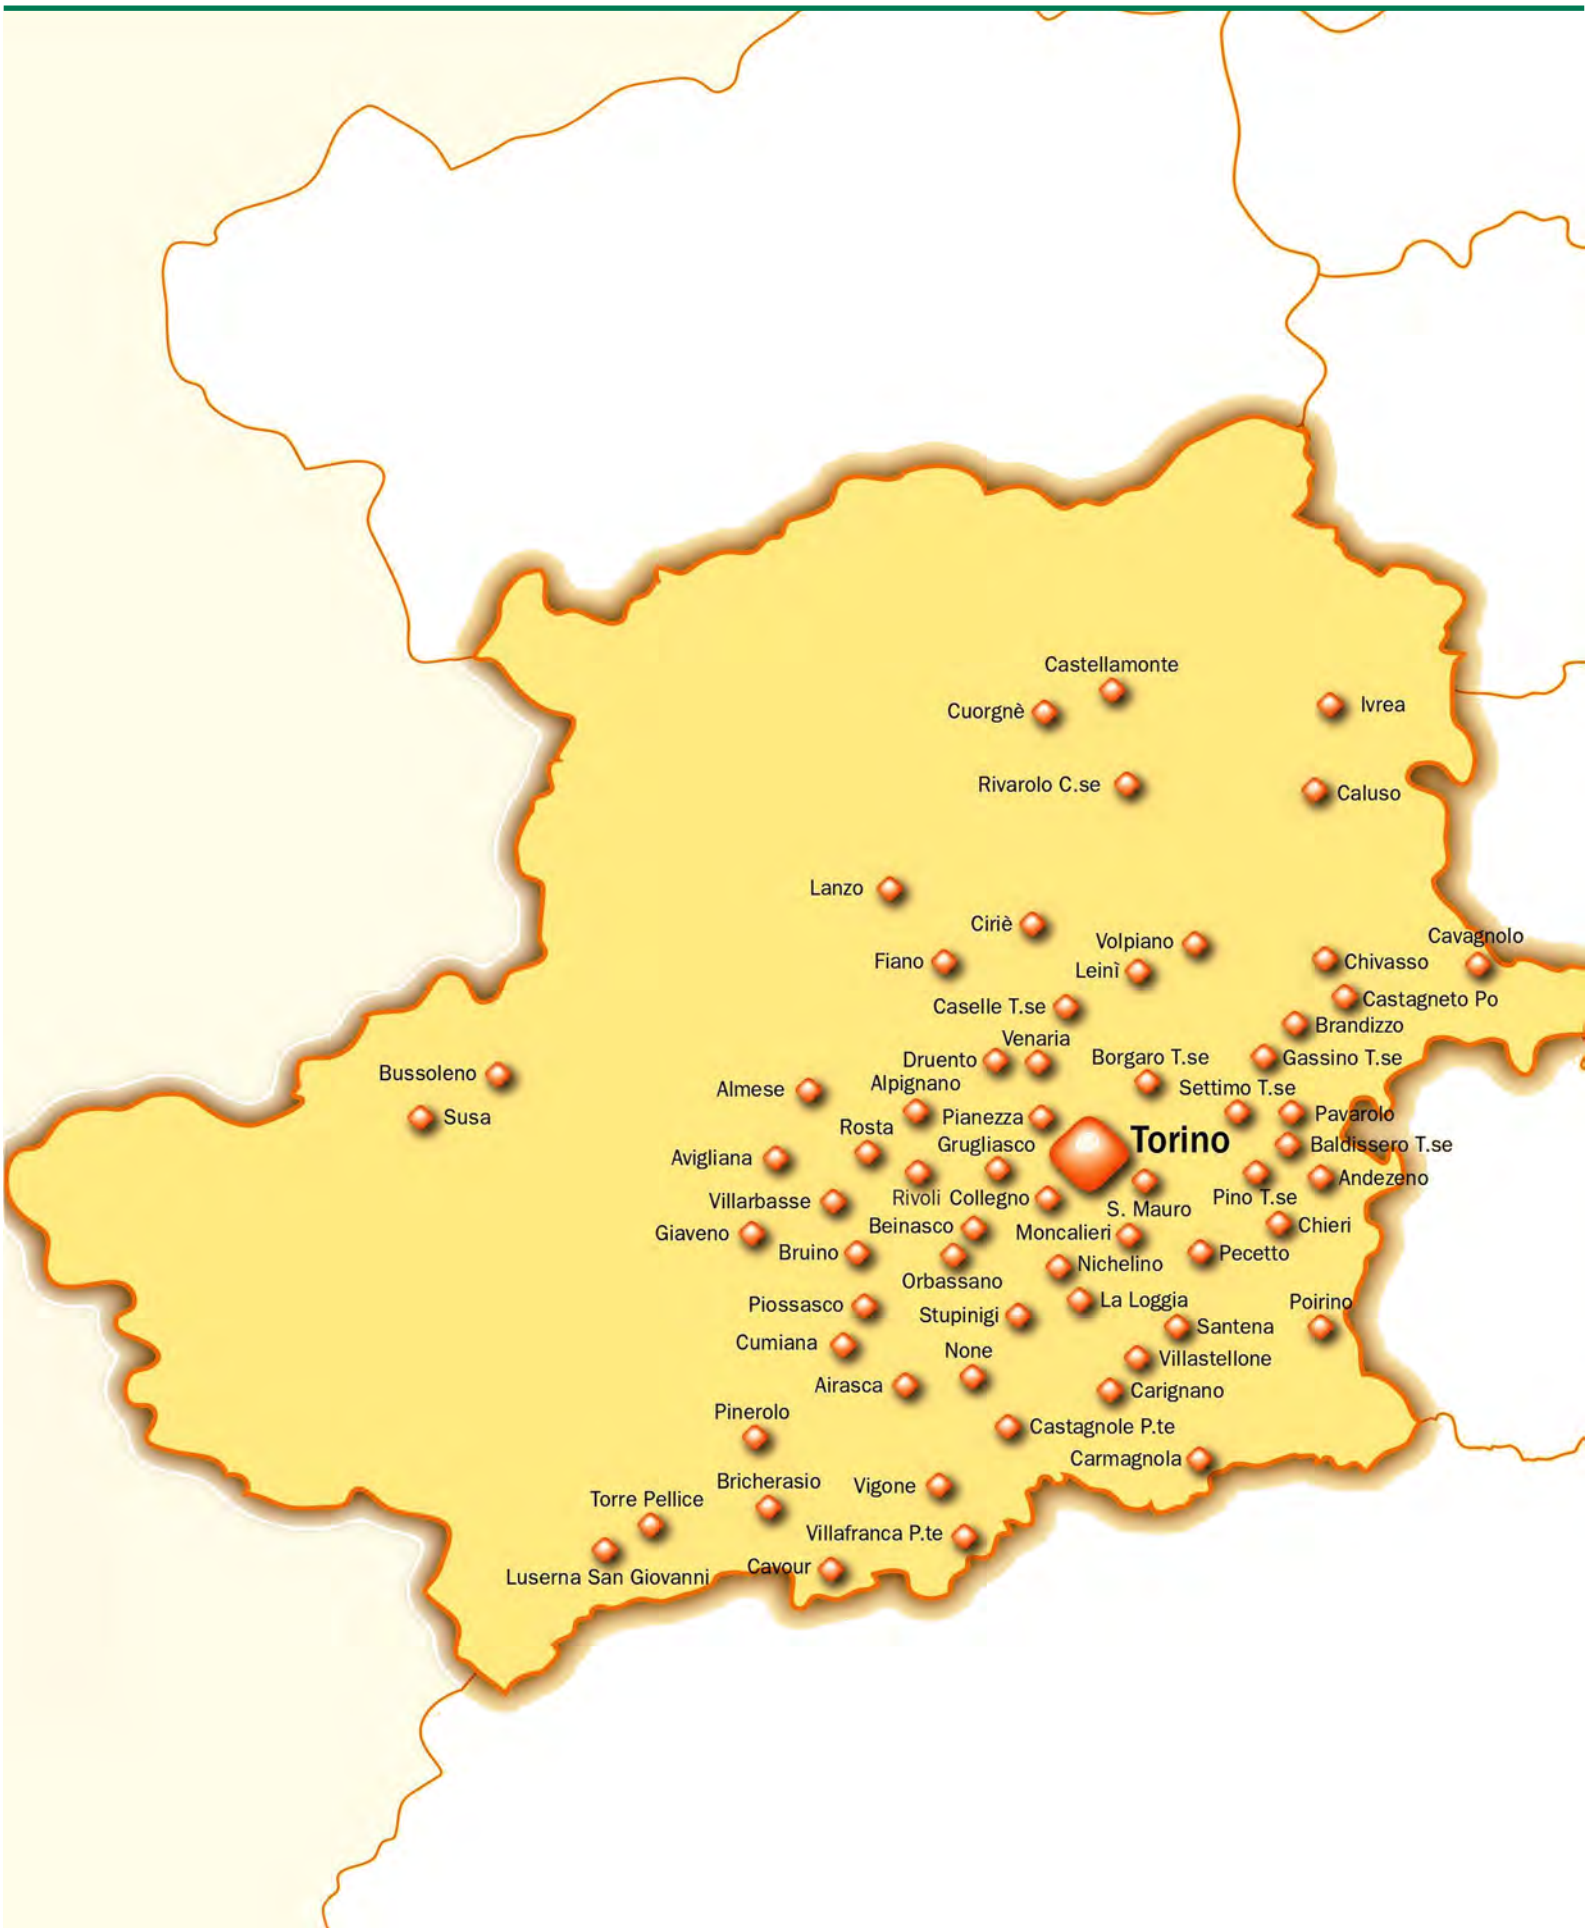 Castellamonte
Cuorgnè
Ivrea
Rivarolo C.se
Caluso
Lanzo
Ciriè
Cavagnolo
Volpiano
Fiano
Chivasso
Leinì
Castagneto Po
Caselle T.se
Brandizzo
Venaria
Borgaro T.se
Gassino T.se
Druento
Bussoleno
Alpignano
Almese
Settimo T.se
Susa
Pianezza
Pavarolo
Rosta
Torino
Grugliasco
Baldissero T.se
Avigliana
Andezeno
Rivoli
Collegno
Pino T.se
Villarbasse
S. Mauro
Beinasco
Chieri
Giaveno
Moncalieri
Bruino
Pecetto
Nichelino
Orbassano
La Loggia
Poirino
Piossasco
Stupinigi
Santena
Cumiana
None
Villastellone
Airasca
Carignano
Pinerolo
Castagnole P.te
Carmagnola
Bricherasio
Vigone
Torre Pellice
Villafranca P.te
Cavour
Luserna San Giovanni